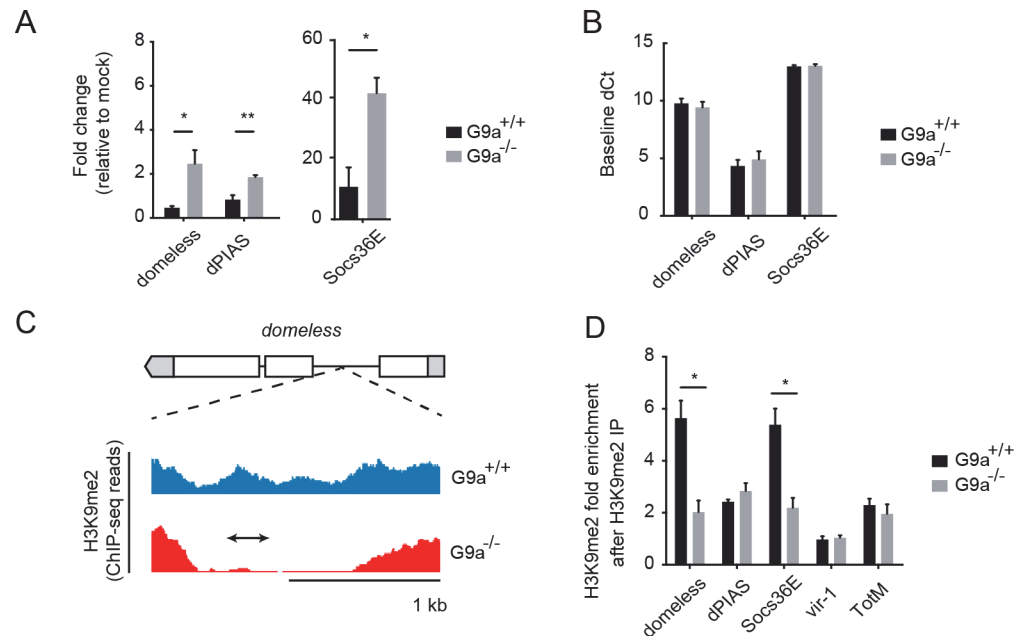 A
Fold change
(relative to mock)
8
6
4
2
0
*
**
domeless
dPIAS
60
40
20
0
*
Socs36E
G9a+/+
G9a-/-
B
Baseline dCt
15
10
5
0
domeless
dPIAS
Socs36E
G9a+/+
G9a-/-
C
domeless
H3K9me2
(ChIP-seq reads)
G9a+/+
G9a-/-
1 kb
D
H3K9me2 fold enrichment
after H3K9me2 IP
8
6
4
2
0
*
*
domeless
dPIAS
Socs36E
vir-1
TotM
G9a+/+
G9a-/-